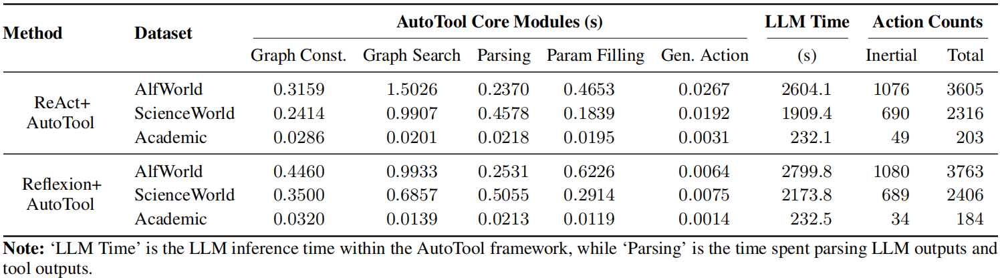 Method Dataset AutoTool Core Modules (s) LLM Time Action Counts
Graph Const. Graph Search Parsing Param Filling Gen. Action (s) Inertial Total
ReAct+ AutoTool
AlfWorld 0.3159 1.5026 0.2370 0.4653 0.0267 2604.1 1076 3605
ScienceWorld 0.2414 0.9907 0.4578 0.1839 0.0192 1909.4 690 2316
Academic 0.0286 0.0201 0.0218 0.0195 0.0031 232.1 49 203
Reflexion+ AutoTool
AlfWorld 0.4460 0.9933 0.2531 0.6226 0.0064 2799.8 1080 3763
ScienceWorld 0.3500 0.6857 0.5055 0.2914 0.0075 2173.8 689 2406
Academic 0.0320 0.0139 0.0213 0.0119 0.0014 232.5 34 184
Note: ‘LLM Time’ is the LLM inference time within the AutoTool framework, while ‘Parsing’ is the time spent parsing LLM outputs and
tool outputs.